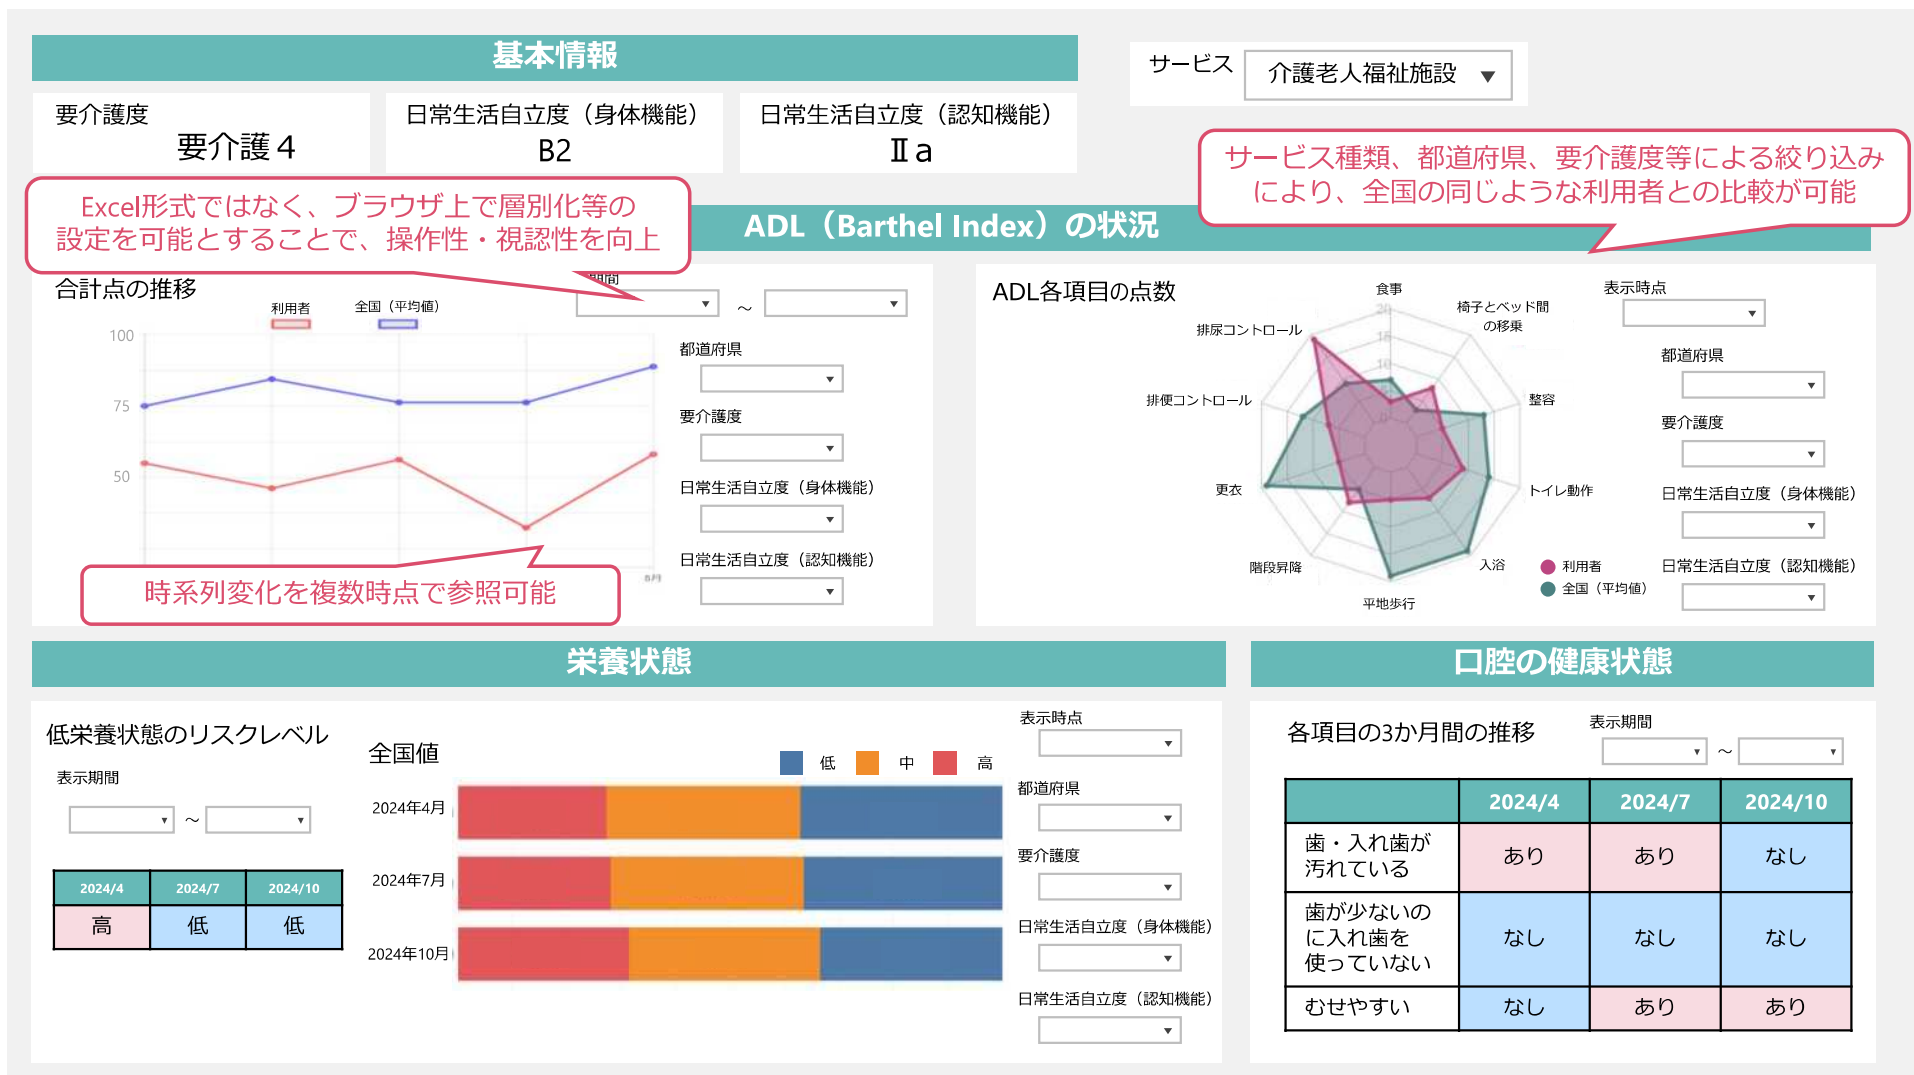 基本情報
サービス
介護老人福祉施設
要介護度
要介護４
日常生活自立度（身体機能）
B2
日常生活自立度（認知機能）
Ⅱa
サービス種類、都道府県、要介護度等による絞り込み
により、全国の同じような利用者との比較が可能
Excel形式ではなく、ブラウザ上で層別化等の
設定を可能とすることで、操作性・視認性を向上
ADL（Barthel Index）の状況
合計点の推移
期間
～
利用者
全国（平均値）
100
75
50
8月
都道府県
要介護度
日常生活自立度（身体機能）
日常生活自立度（認知機能）
時系列変化を複数時点で参照可能
ADL各項目の点数
食事
椅子とベッド間
の移乗
整容
トイレ動作
入浴
平地歩行
階段昇降
更衣
排便コントロール
排尿コントロール
20
15
10
利用者
全国（平均値）
表示時点
都道府県
要介護度
日常生活自立度（身体機能）
日常生活自立度（認知機能）
栄養状態
低栄養状態のリスクレベル
表示期間
～
2024/4
2024/7
2024/10
高
低
低
全国値
低
中
高
2024年4月
2024年7月
2024年10月
表示時点
都道府県
要介護度
日常生活自立度（身体機能）
日常生活自立度（認知機能）
口腔の健康状態
各項目の3か月間の推移
表示期間
～
2024/4
2024/7
2024/10
歯・入れ歯が
汚れている
あり
あり
なし
歯が少ないの
に入れ歯を
使っていない
なし
なし
なし
むせやすい
なし
あり
あり